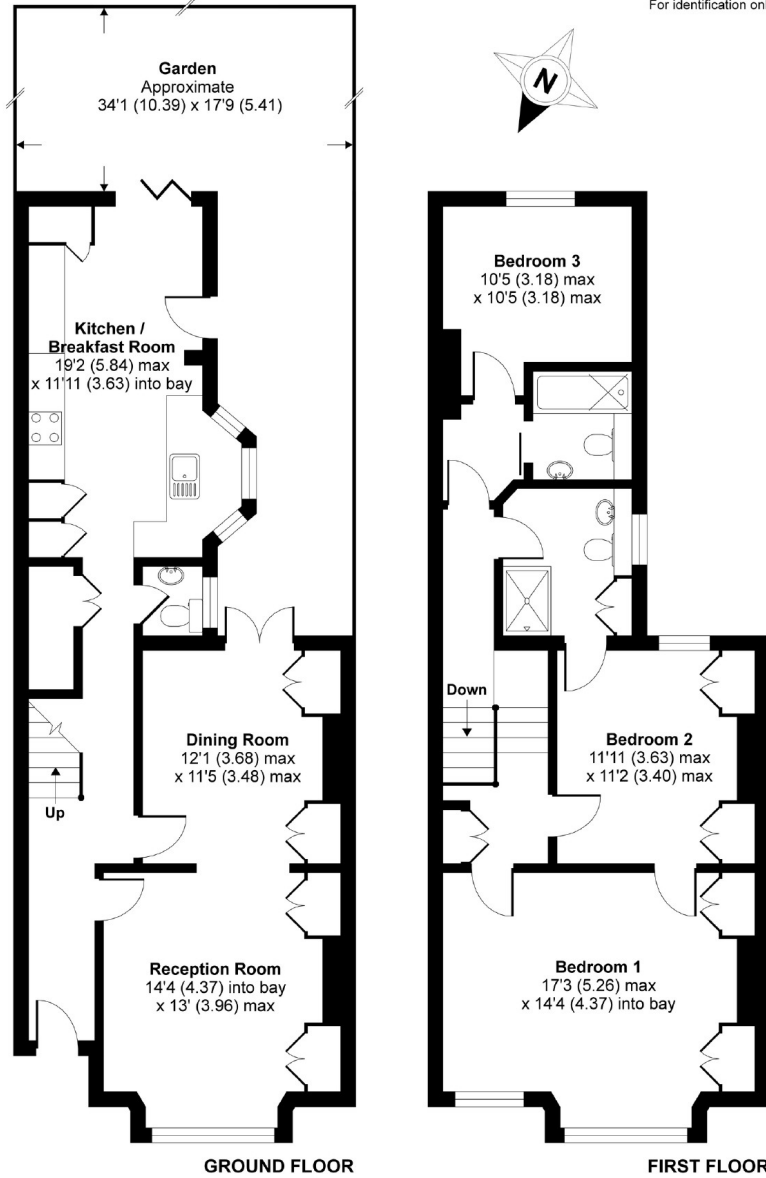 For identification onl
Garden
Approximate
34'1 (10.39) x 17'9 (5.41)
N
Kitchen /
Breakfast Room
19'2 (5.84) max
x 11'11 (3.63) into bay
Dining Room
12'1 (3.68) max
x 11'5 (3.48) max
Up
Reception Room
14'4 (4.37) into bay
x 13' (3.96) max
GROUND FLOOR
Bedroom 3
10'5 (3.18) max
x 10'5 (3.18) max
Down
Bedroom 2
11'11 (3.63) max
x 11'2 (3.40) max
Bedroom 1
17'3 (5.26) max
x 14'4 (4.37) into bay
FIRST FLOOR